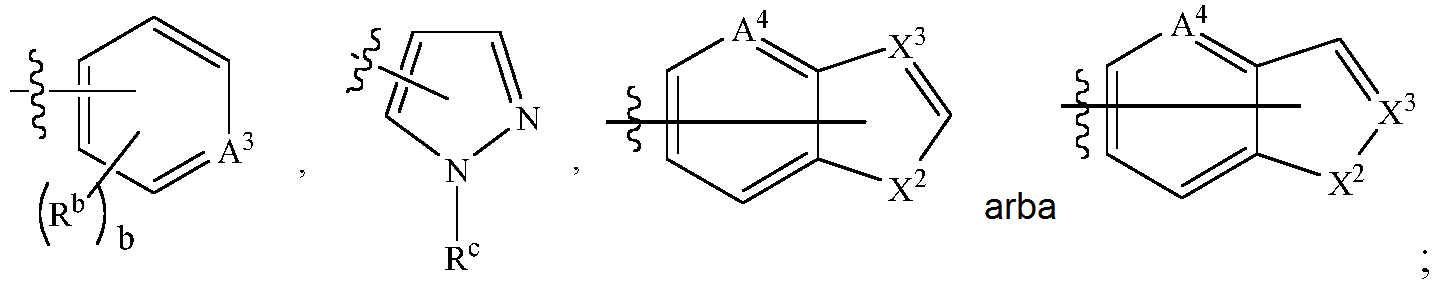 A³
(Rᵇ)b
,
N
N
Rᶜ
,
A⁴
X³
X²
arba
A⁴
X³
X²
;